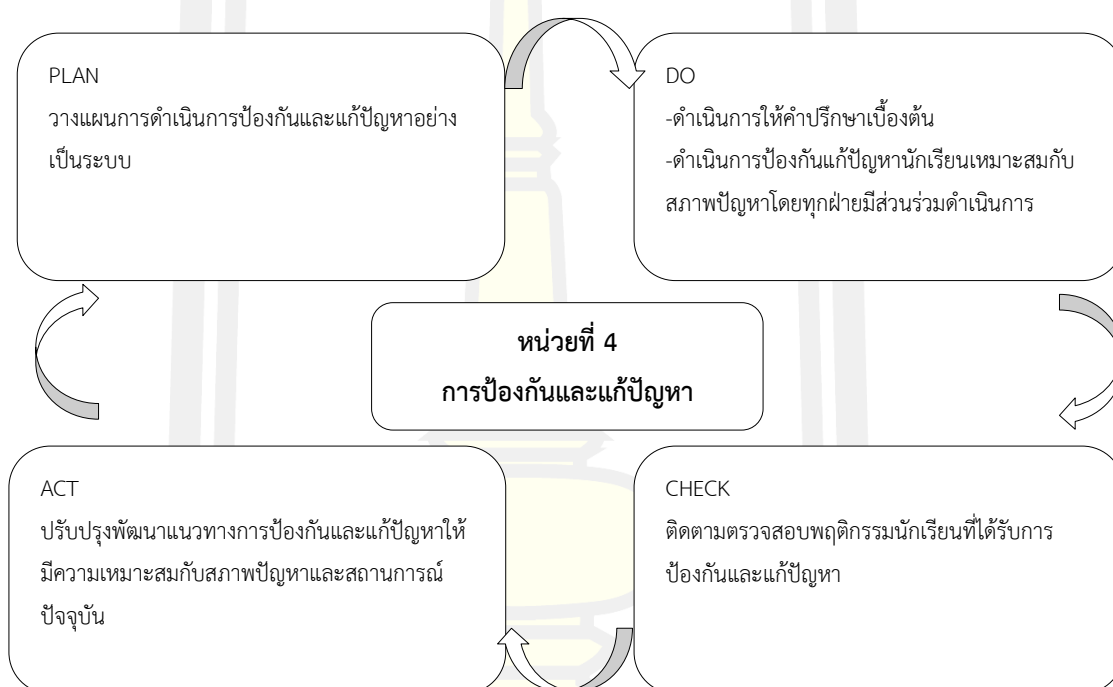 PLAN
วางแผนการดำเนินการป้องกันและแก้ปัญหาอย่าง
เป็นระบบ
DO
-ดำเนินการให้คำปรึกษาเบื้องต้น
-ดำเนินการป้องกันแก้ปัญหานักเรียนเหมาะสมกับ
สภาพปัญหาโดยทุกฝ่ายมีส่วนร่วมดำเนินการ
หน่วยที่ 4
การป้องกันและแก้ปัญหา
ACT
ปรับปรุงพัฒนาแนวทางการป้องกันและแก้ปัญหาให้
มีความเหมาะสมกับสภาพปัญหาและสถานการณ์
ปัจจุบัน
CHECK
ติดตามตรวจสอบพฤติกรรมนักเรียนที่ได้รับการ
ป้องกันและแก้ปัญหา